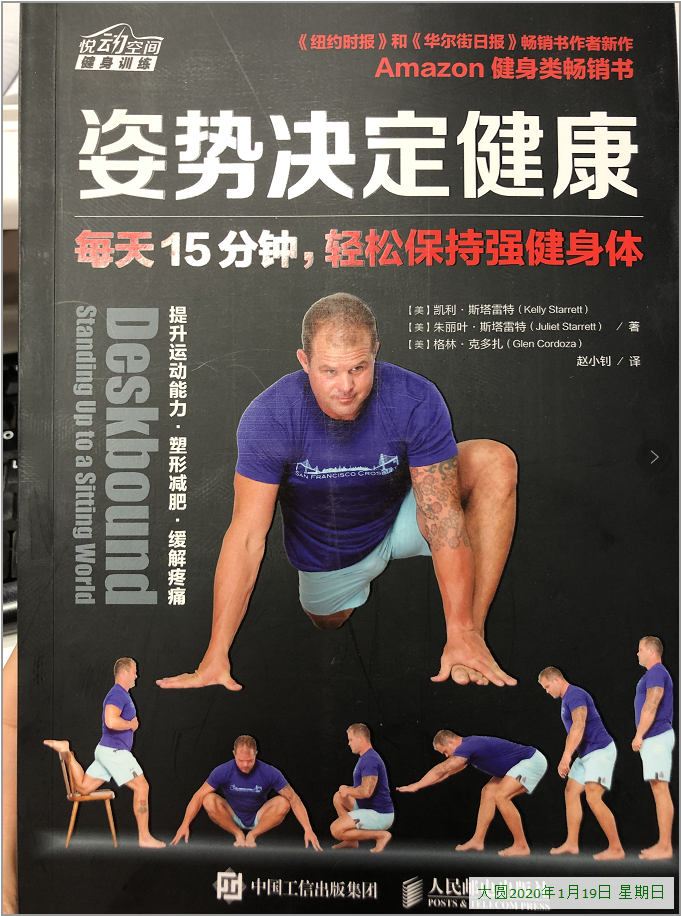 悦动空间
健身训练
《纽约时报》和《华尔街日报》畅销书作者新作
Amazon 健身类畅销书
姿势决定健康
每天15分钟，轻松保持强健身体
【美】凯利·斯塔雷特（Kelly Starrett）
【美】朱丽叶·斯塔雷特（Juliet Starrett） ／著
【美】格林·克多扎（Glen Cordoza）
赵小钊／译
提升运动能力·塑形减肥·缓解疼痛
Deskbound
Standing Up to a Sitting World
SAN FRANCISCO CROSSFIT
中国工信出版集团
人民邮
POSTS & TELECOM
大圆2020年1月19日 星期日